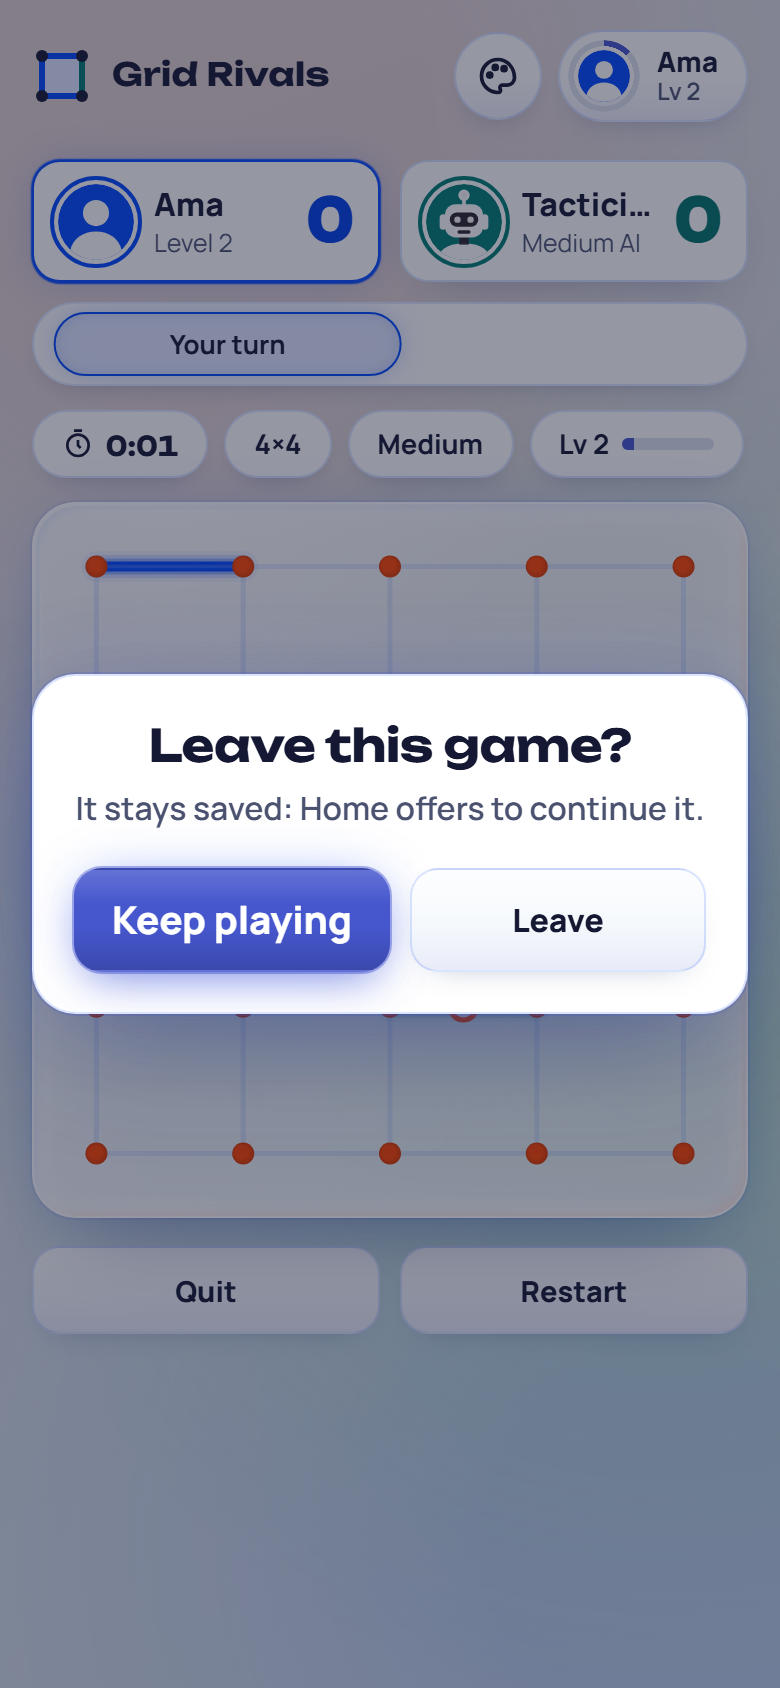 Grid Rivals
Ama
Lv 2
Ama
Level 2
0
Tactici...
Medium AI
0
Your turn
0:01
4×4
Medium
Lv 2
Leave this game?
It stays saved: Home offers to continue it.
Keep playing
Leave
Quit
Restart